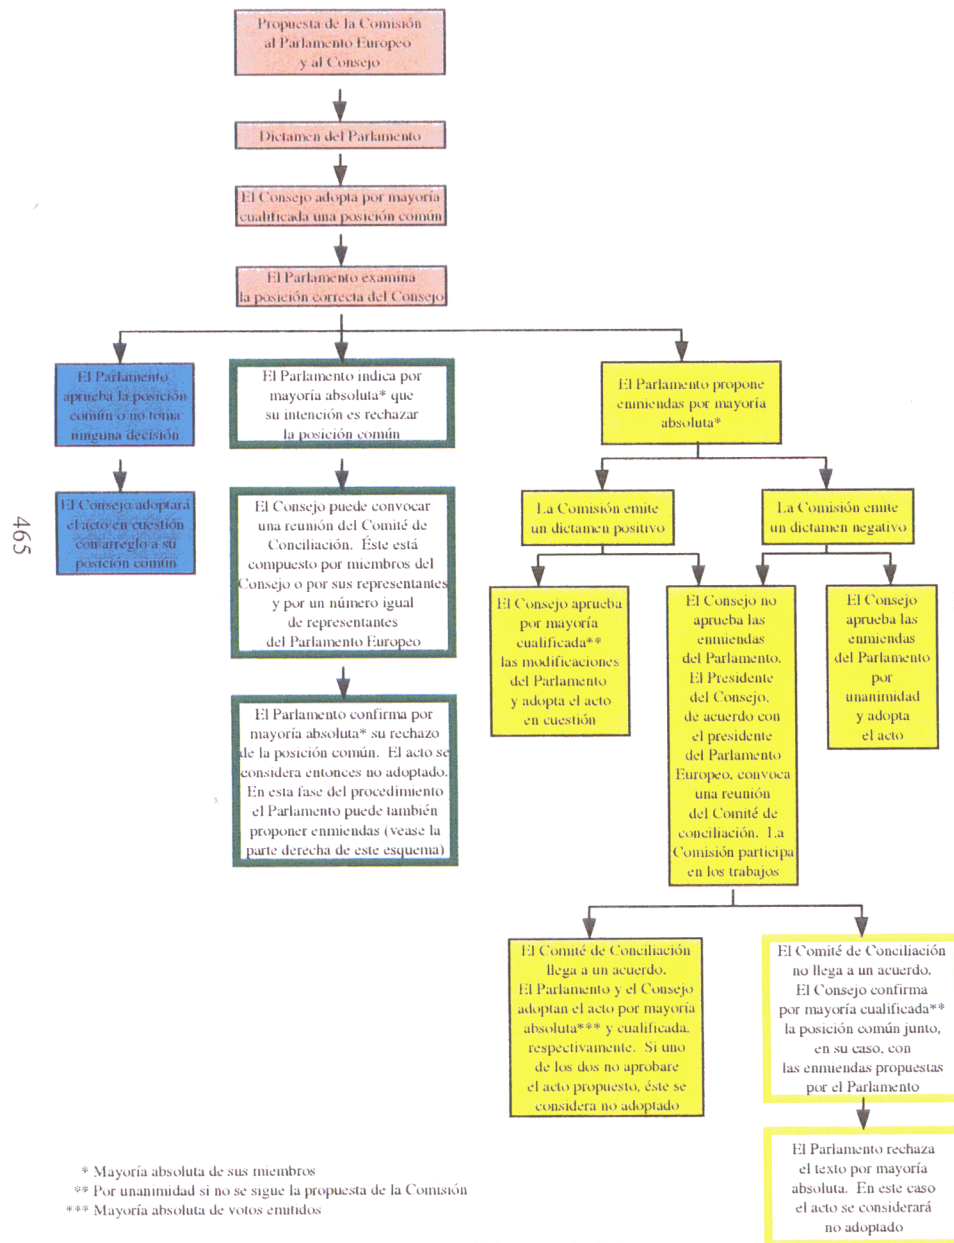 Propuesta de la Comisión
al Parlamento Europeo
y al Consejo
Dictamen del Parlamento
El Consejo adopta por mayoría
cualificada una posición común
El Parlamento examina
la posición correcta del Consejo
El Parlamento
aprueba la posición
común o no toma
ninguna decisión
El Consejo adoptará
el acto en cuestión
con arreglo a su
posición común
El Parlamento indica por
mayoría absoluta* que
su intención es rechazar
la posición común
El Consejo puede convocar
una reunión del Comité de
Conciliación. Éste está
compuesto por miembros del
Consejo o por sus representantes
y por un número igual
de representantes
del Parlamento Europeo
El Parlamento confirma por
mayoría absoluta* su rechazo
de la posición común. El acto se
considera entonces no adoptado.
En esta fase del procedimiento
el Parlamento puede también
proponer enmiendas (vease la
parte derecha de este esquema)
El Parlamento propone
enmiendas por mayoría
absoluta*
La Comisión emite
un dictamen positivo
La Comisión emite
un dictamen negativo
El Consejo aprueba
por mayoría
cualificada**
las modificaciones
del Parlamento
y adopta el acto
en cuestión
El Consejo no
aprueba las
enmiendas
del Parlamento.
El Presidente
del Consejo,
de acuerdo con
el presidente
del Parlamento
Europeo, convoca
una reunión
del Comité de
conciliación. La
Comisión participa
en los trabajos
El Consejo
aprueba las
enmiendas
del Parlamento
por
unanimidad
y adopta
el acto
El Comité de Conciliación
llega a un acuerdo.
El Parlamento y el Consejo
adoptan el acto por mayoría
absoluta*** y cualificada,
respectivamente. Si uno
de los dos no aprobare
el acto propuesto, éste se
considera no adoptado
El Comité de Conciliación
no llega a un acuerdo.
El Consejo confirma
por mayoría cualificada**
la posición común junto,
en su caso, con
las enmiendas propuestas
por el Parlamento
El Parlamento rechaza
el texto por mayoría
absoluta. En este caso
el acto se considerará
no adoptado
* Mayoría absoluta de sus miembros
** Por unanimidad si no se sigue la propuesta de la Comisión
*** Mayoría absoluta de votos emitidos
465